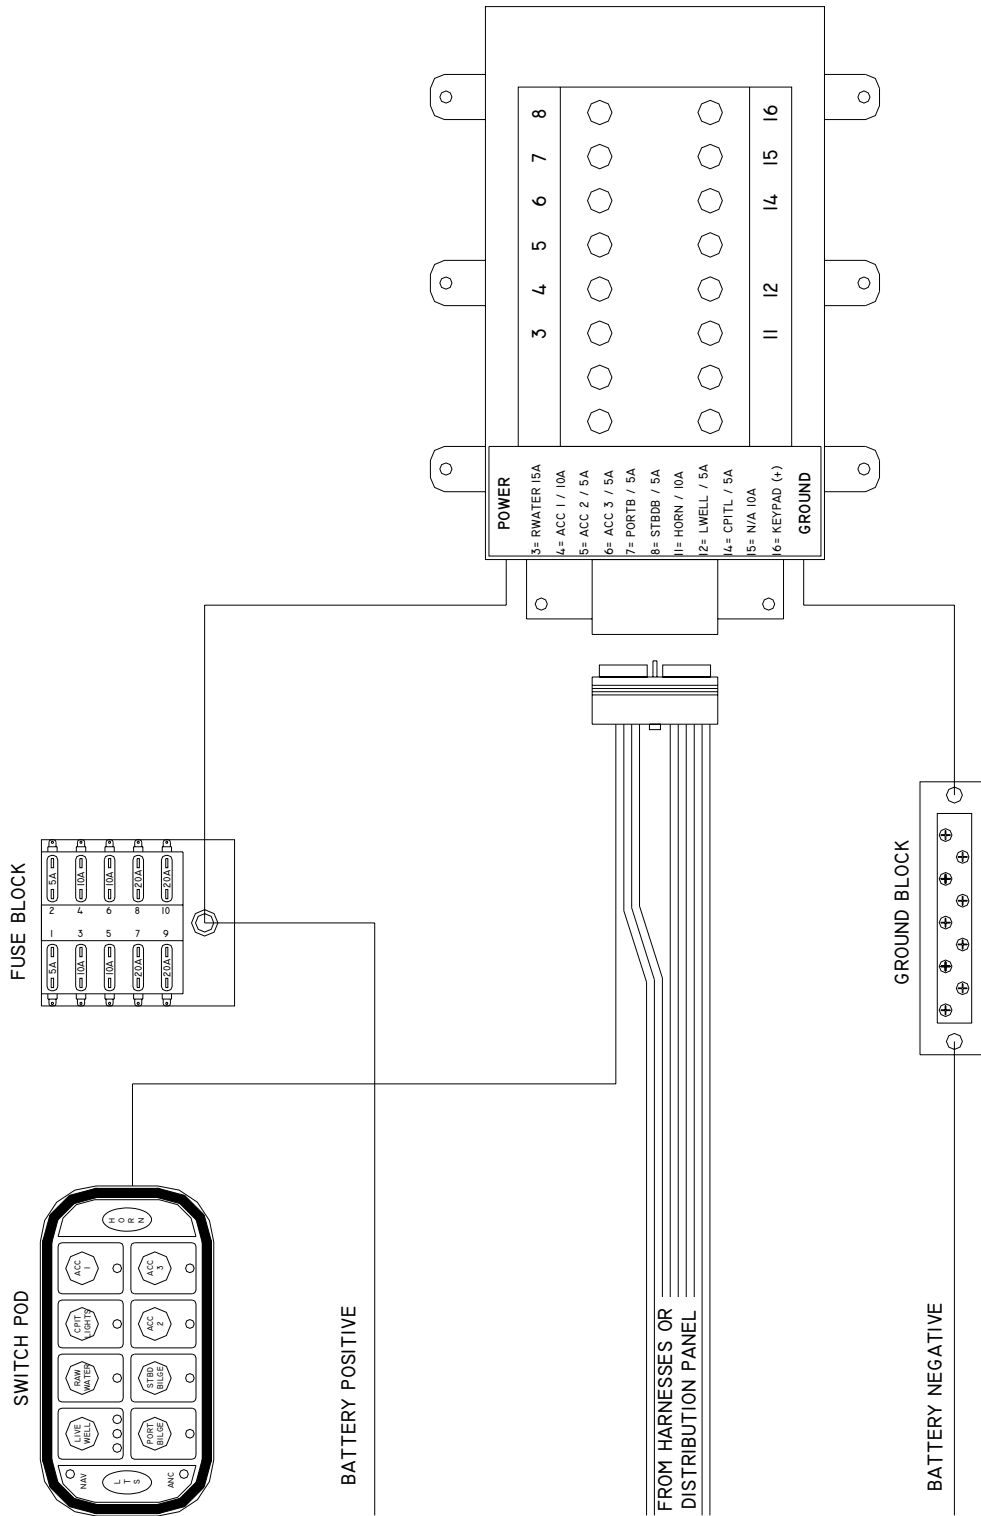 8
7
6
5
4
3
16
15
14
12
11
POWER
3= RWATER 15A
4= ACC 1 / 10A
5= ACC 2 / 5A
6= ACC 3 / 5A
7= PORTB / 5A
8= STBDB / 5A
11= HORN / 10A
12= LWELL / 5A
14= CPITL / 5A
15= N/A 10A
16= KEYPAD (+)
GROUND
FUSE BLOCK
5A
10A
10A
20A
20A
2
4
6
8
10
1
3
5
7
9
5A
10A
10A
20A
20A
GROUND BLOCK
SWITCH POD
HORN
ACC
1
ACC
3
CPIT
LIGHTS
ACC
2
RAW
WATER
STBD
BILGE
LIVE
WELL
PORT
BILGE
NAV
LTS
ANC
BATTERY POSITIVE
FROM HARNESSES OR
DISTRIBUTION PANEL
BATTERY NEGATIVE